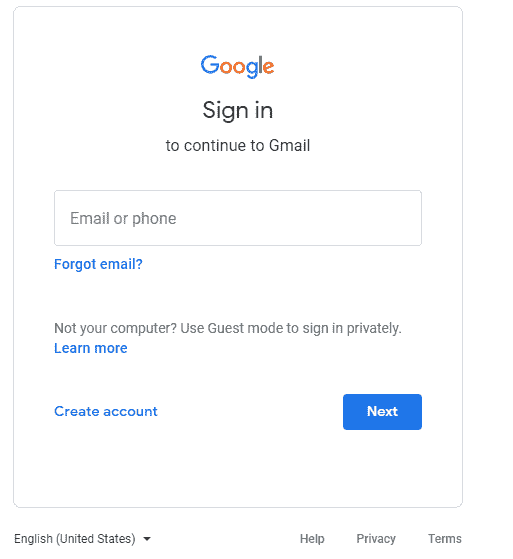 Google
Sign in
to continue to Gmail
Email or phone
Forgot email?
Not your computer? Use Guest mode to sign in privately.
Learn more
Create account
Next
English (United States)
Help
Privacy
Terms